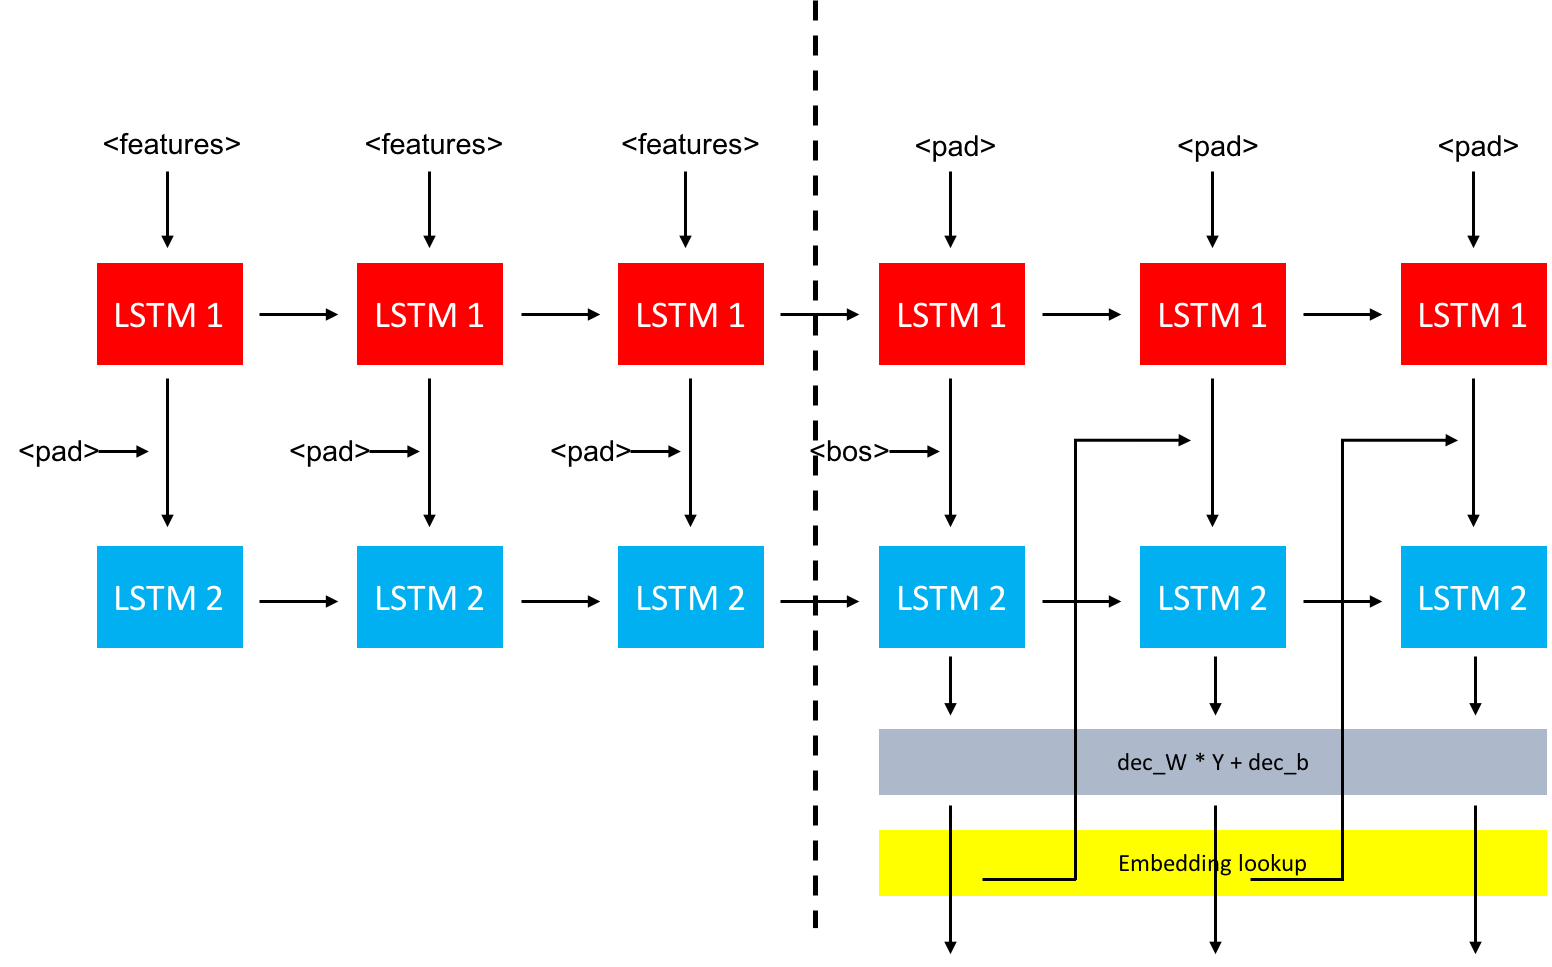 <features> <features> <features> <pad> <pad> <pad>
LSTM 1 LSTM 1 LSTM 1 LSTM 1 LSTM 1 LSTM 1
<pad> <pad> <pad> <bos>
LSTM 2 LSTM 2 LSTM 2 LSTM 2 LSTM 2 LSTM 2
dec_W * Y + dec_b
Embedding lookup